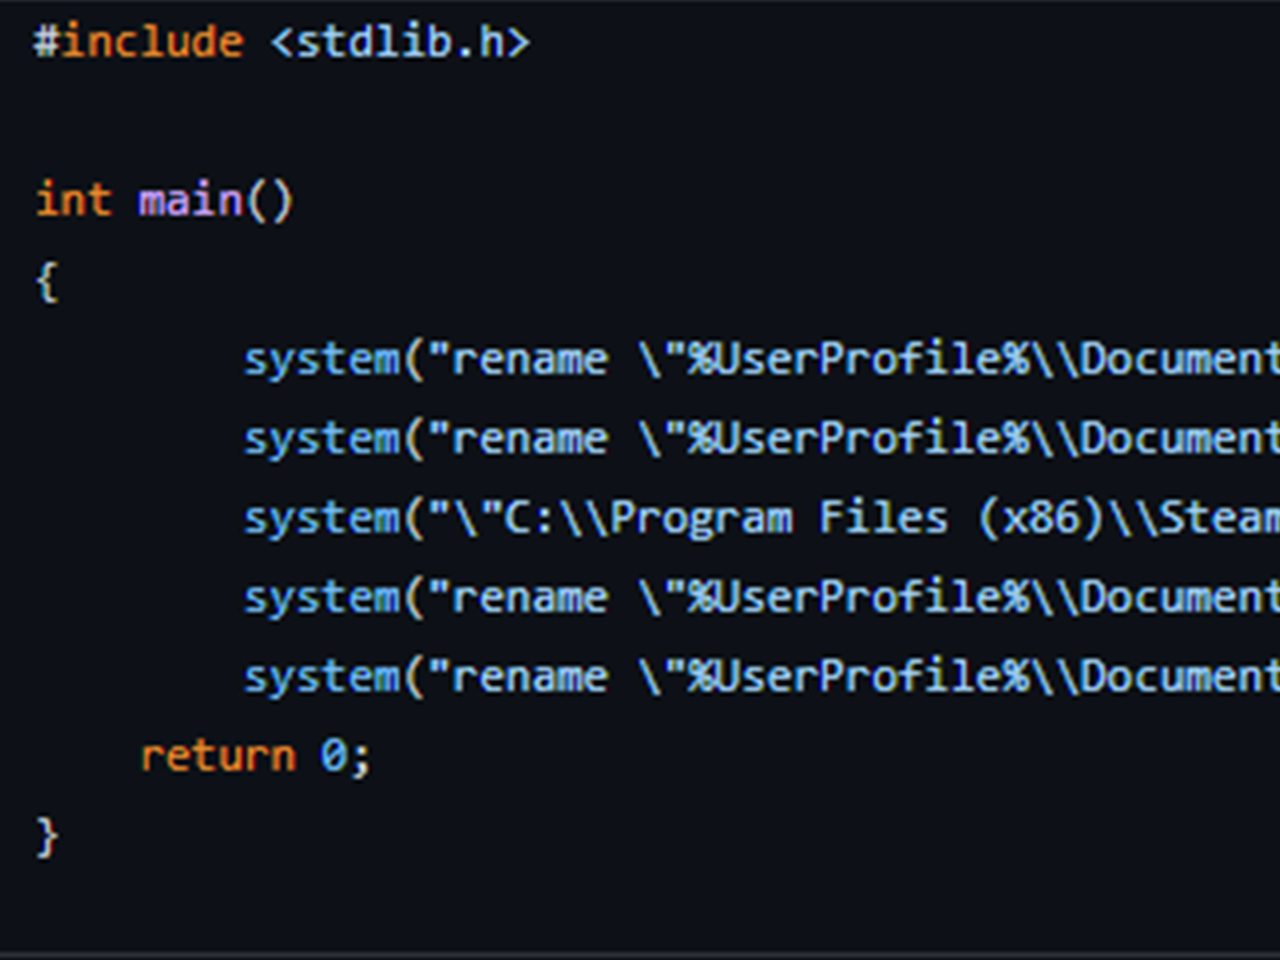 #include <stdlib.h>
int main()
{
system("rename \"%UserProfile%\\Document
system("rename \"%UserProfile%\\Document
system("\"C:\\Program Files (x86)\\Steam
system("rename \"%UserProfile%\\Document
system("rename \"%UserProfile%\\Document
return 0;
}